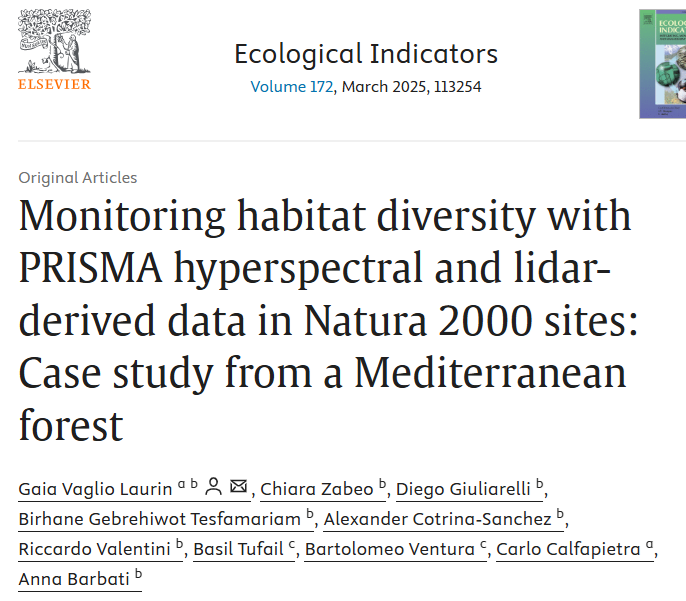 ELSEVIER
Ecological Indicators
Volume 172, March 2025, 113254
ECOLOG
INDICA
Original Articles
Monitoring habitat diversity with
PRISMA hyperspectral and lidar-
derived data in Natura 2000 sites:
Case study from a Mediterranean
forest
Gaia Vaglio Laurin a b , Chiara Zabeo b, Diego Giuliarelli b,
Birhane Gebrehiwot Tesfamariam b, Alexander Cotrina-Sanchez b,
Riccardo Valentini b, Basil Tufail c, Bartolomeo Ventura c, Carlo Calfapietra a,
Anna Barbati b